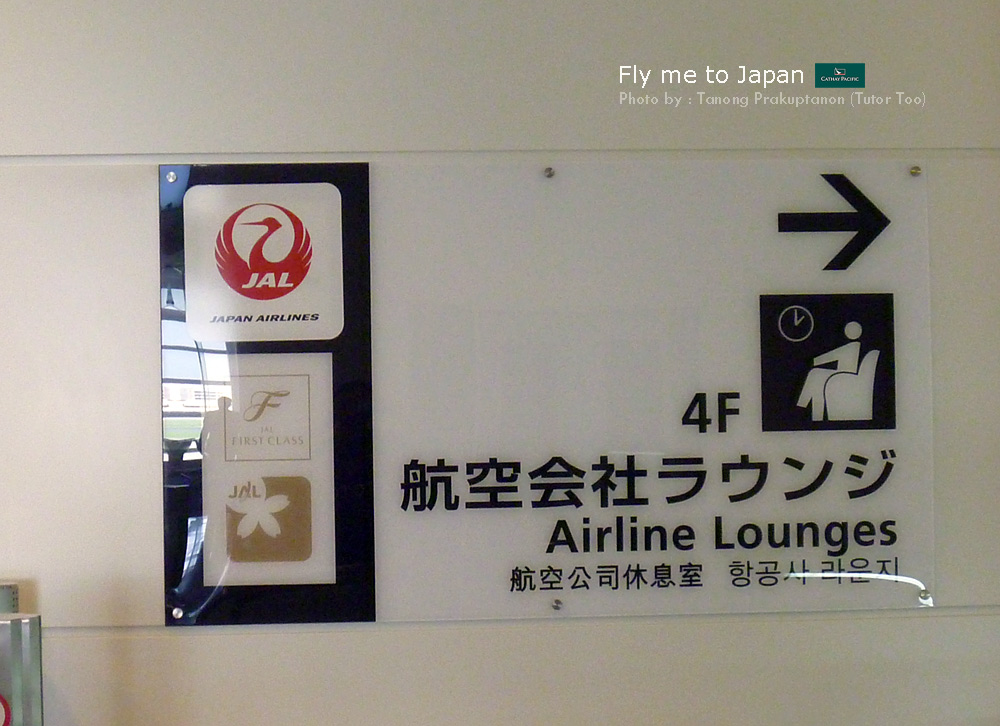 Fly me to Japan
CATHAY PACIFIC
Photo by : Tanong Prakuptanon (Tutor Too)
JAL
JAPAN AIRLINES
F
JAL
FIRST CLASS
JAL
4F
航空会社ラウンジ
Airline Lounges
航空公司休息室 항공사 라운지